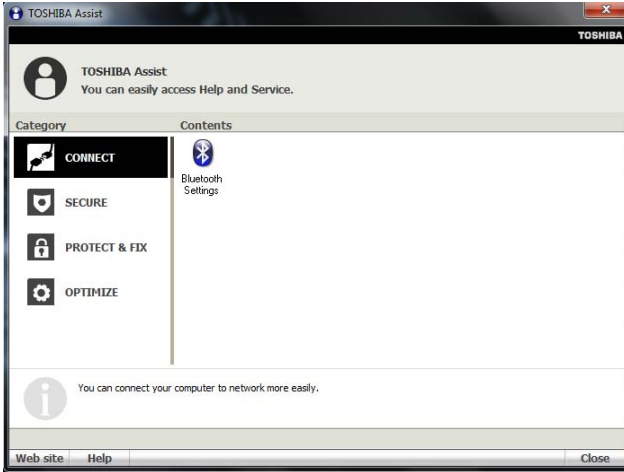 TOSHIBA Assist
TOSHIBA
TOSHIBA Assist
You can easily access Help and Service.
Category
Contents
CONNECT
Bluetooth
Settings
SECURE
PROTECT & FIX
OPTIMIZE
You can connect your computer to network more easily.
Web site
Help
Close